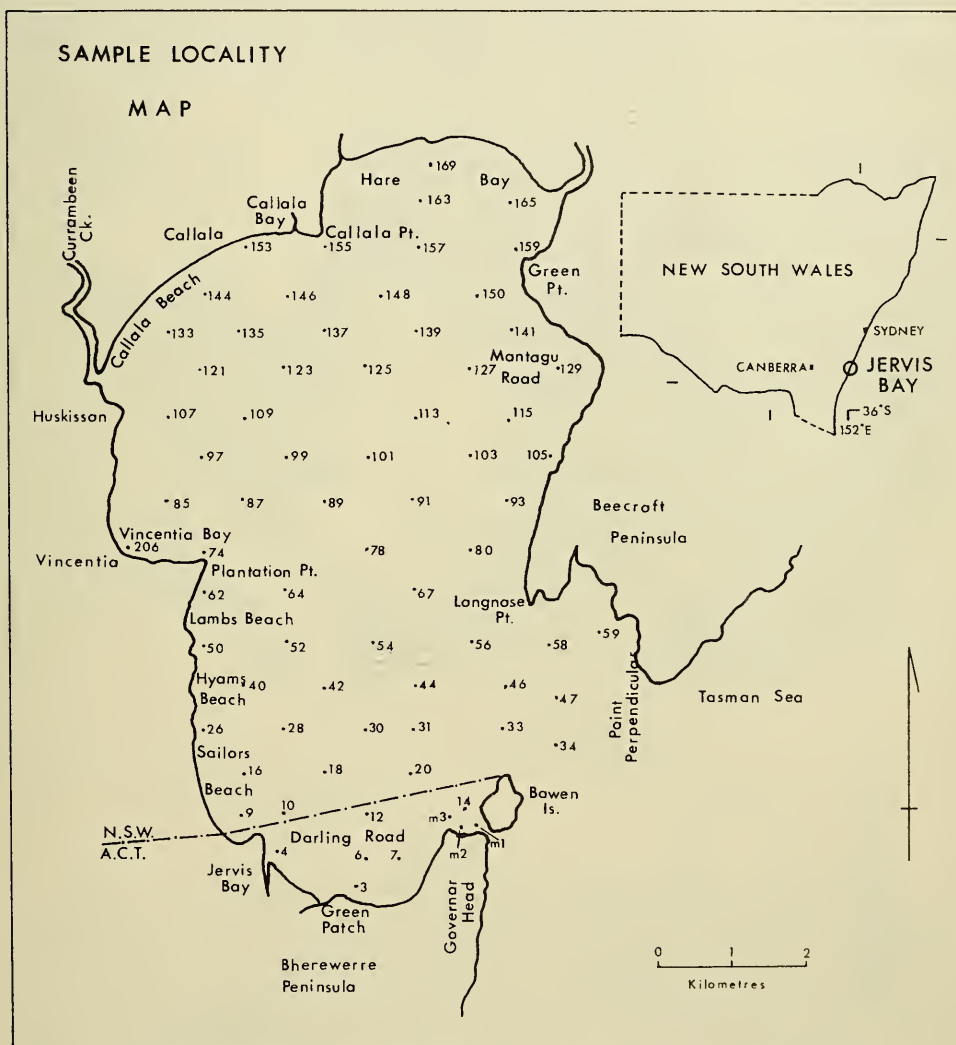 SAMPLE LOCALITY
MAP
Currambeen
Ck.
Callala
Bay
Hare Bay
169
163
165
Callala
Callala Pt.
153
155
157
159
Green
Pt.
Callala Beach
144
146
148
150
133
135
137
139
141
121
123
125
127
Montagu
Road
129
Huskisson
107
109
113
115
97
99
101
103
105
85
87
89
91
93
Beecroft
Peninsula
Vincentia Bay
206
74
78
80
Vincentia
Plantation Pt.
62
64
67
Longnose
Pt.
Lambs Beach
50
52
54
56
58
59
Hyams
Beach
40
42
44
46
47
Point
Perpendicular
Tasman Sea
26
28
30
31
33
34
Sailors
Beach
16
18
20
Bowen
Is.
9
10
12
14
m3
m2
m1
N.S.W.
A.C.T.
Darling Road
4
6
7
3
Jervis
Bay
Green
Patch
Governor
Head
Bherewerre
Peninsula
NEW SOUTH WALES
SYDNEY
CANBERRA
JERVIS
BAY
36°S
152°E
0 1 2
Kilometres